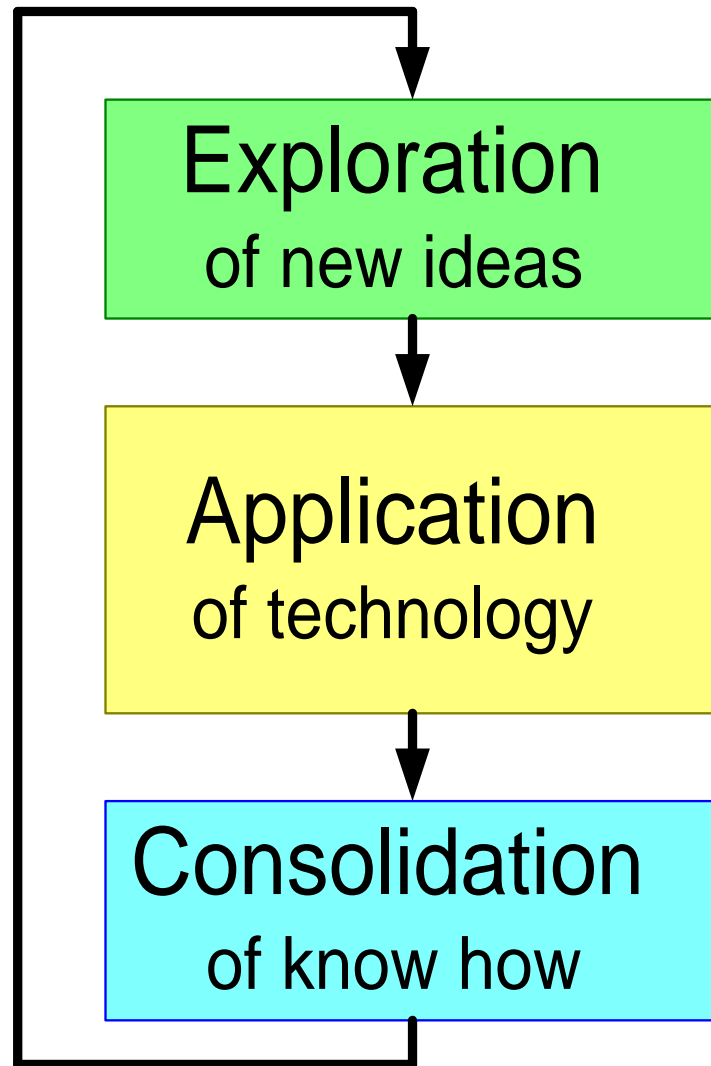 Exploration
of new ideas
Application
of technology
Consolidation
of know how